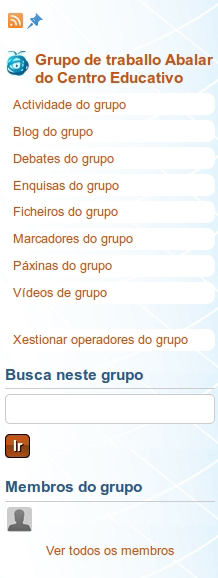 Grupo de traballo Abalar
do Centro Educativo
Actividade do grupo
Blog do grupo
Debates do grupo
Enquisas do grupo
Ficheiros do grupo
Marcadores do grupo
Páxinas do grupo
Vídeos de grupo
Xestionar operadores do grupo
Busca neste grupo
Ir
Membros do grupo
Ver todos os membros